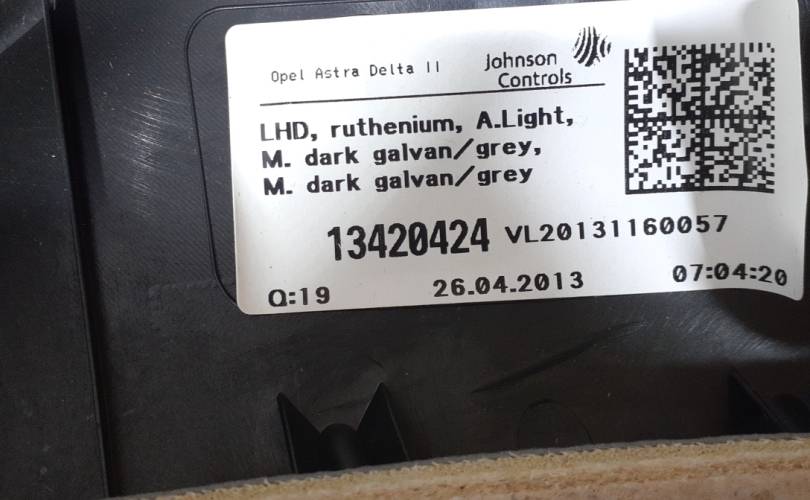 Opel Astra Delta II
Johnson
Controls
LHD, ruthenium, A.Light,
M. dark galvan/grey,
M. dark galvan/grey
13420424 VL20131160057
Q:19 26.04.2013 07:04:20